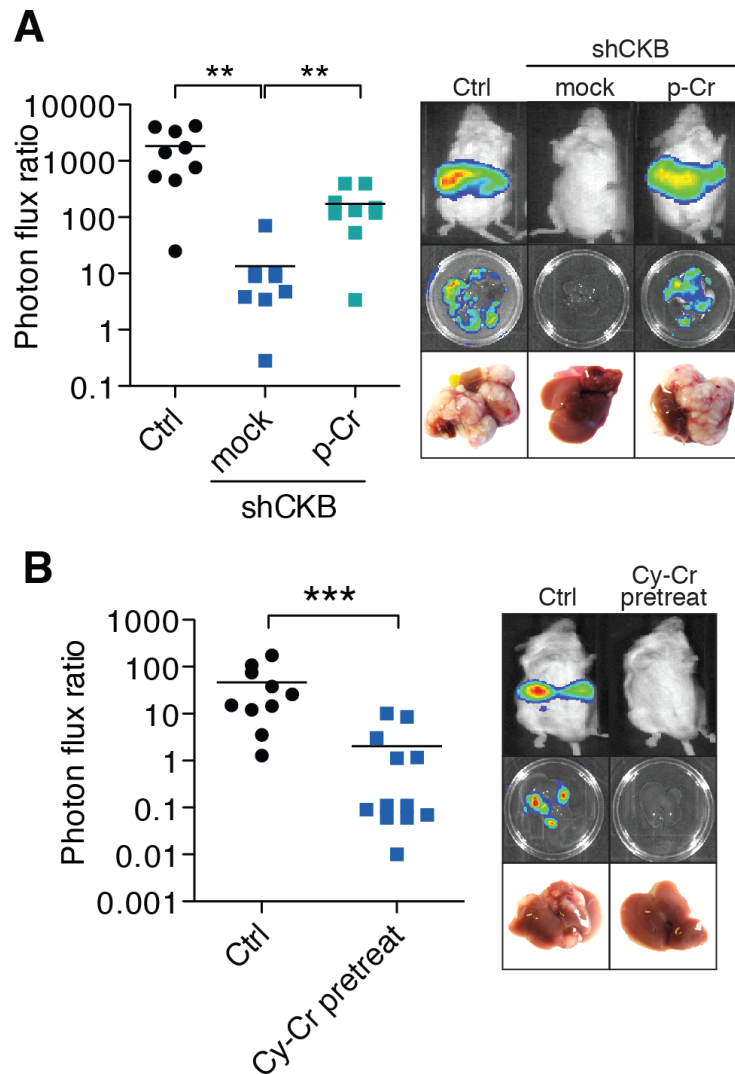 A
shCKB
Ctrl
mock
p-Cr
**
**
Photon flux ratio
10000
1000
100
10
1
0.1
Ctrl
mock
p-Cr
shCKB
B
Ctrl
Cy-Cr
pretreat
***
Photon flux ratio
1000
100
10
1
0.1
0.01
0.001
Ctrl
Cy-Cr pretreat